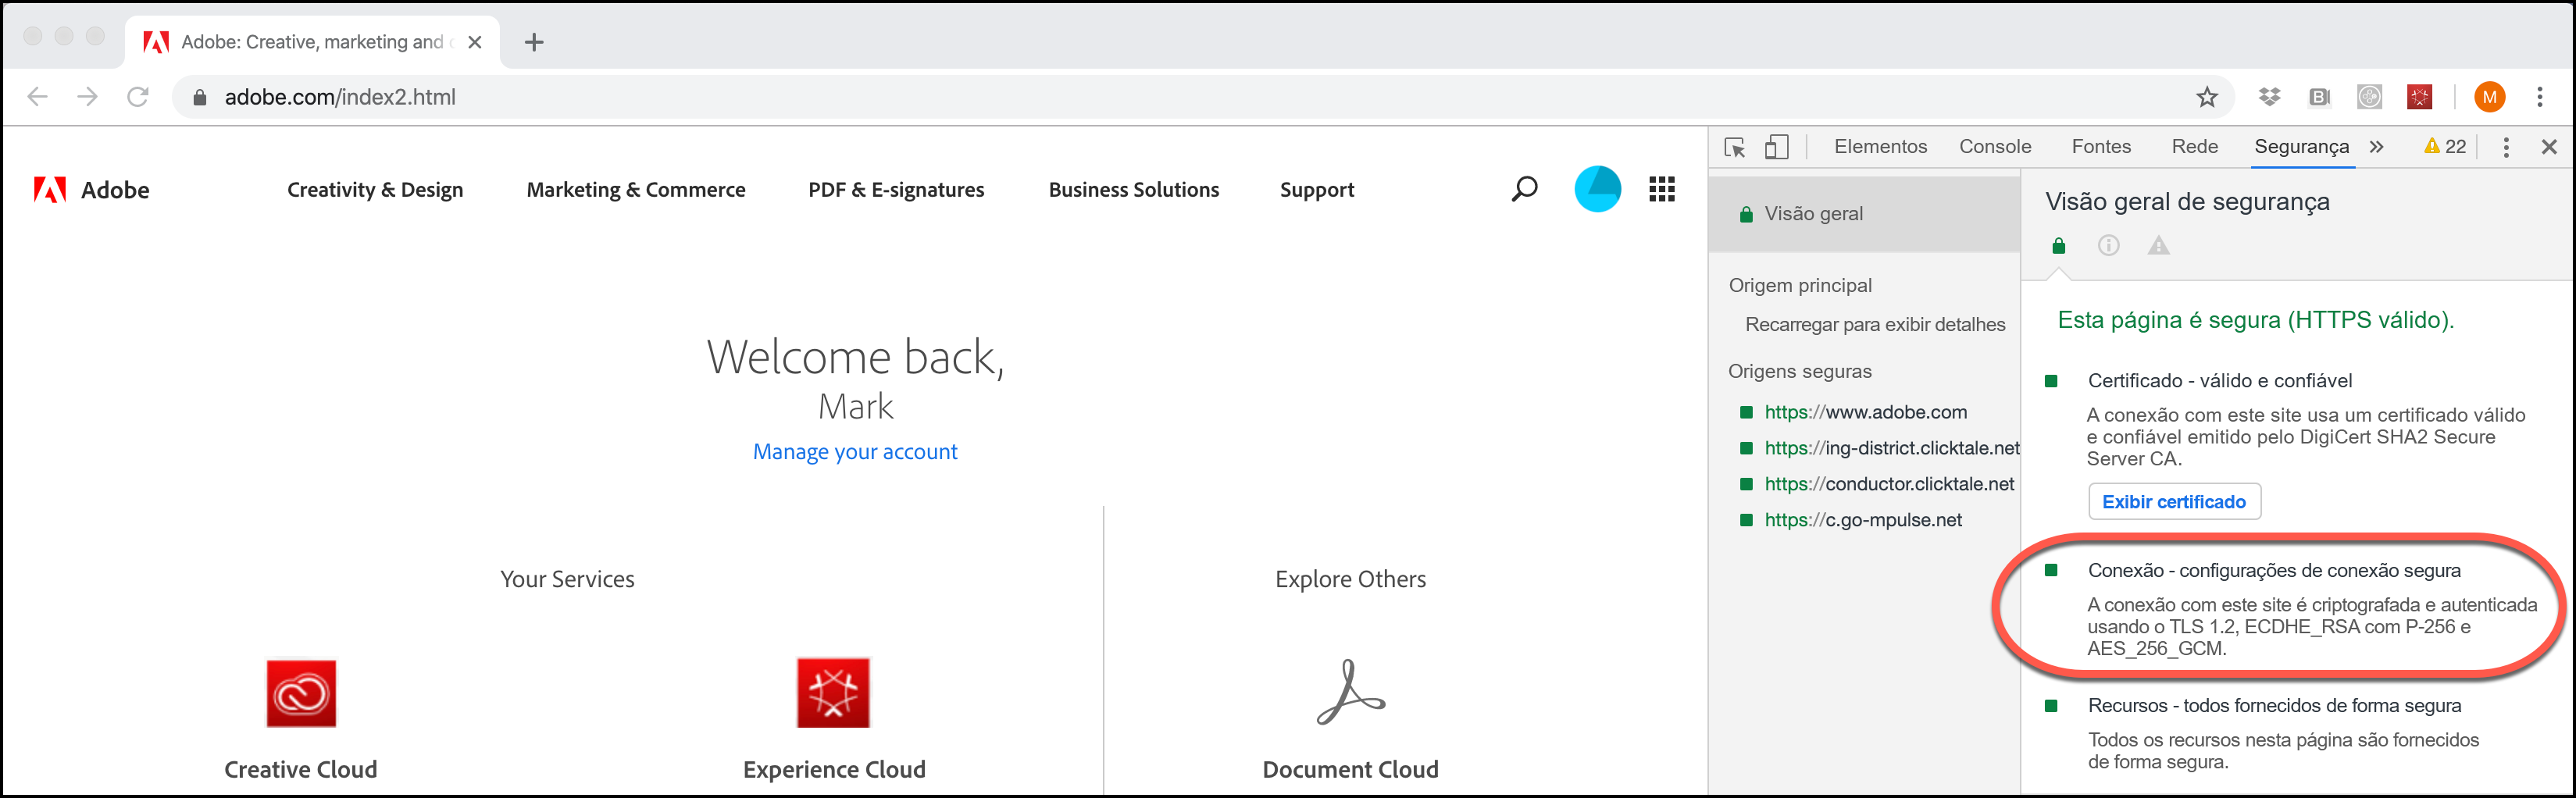 Adobe: Creative, marketing and
adobe.com/index2.html
M
Elementos Console Fontes Rede Segurança » 22
Adobe
Creativity & Design Marketing & Commerce PDF & E-signatures Business Solutions Support
Welcome back,
Mark
Manage your account
Your Services
Explore Others
Creative Cloud
Experience Cloud
Document Cloud
Visão geral
Origem principal
Recarregar para exibir detalhes
Origens seguras
https://www.adobe.com
https://ing-district.clicktale.net
https://conductor.clicktale.net
https://c.go-mpulse.net
Visão geral de segurança
Esta página é segura (HTTPS válido).
Certificado - válido e confiável
A conexão com este site usa um certificado válido
e confiável emitido pelo DigiCert SHA2 Secure
Server CA.
Exibir certificado
Conexão - configurações de conexão segura
A conexão com este site é criptografada e autenticada
usando o TLS 1.2, ECDHE_RSA com P-256 e
AES_256_GCM.
Recursos - todos fornecidos de forma segura
Todos os recursos nesta página são fornecidos
de forma segura.